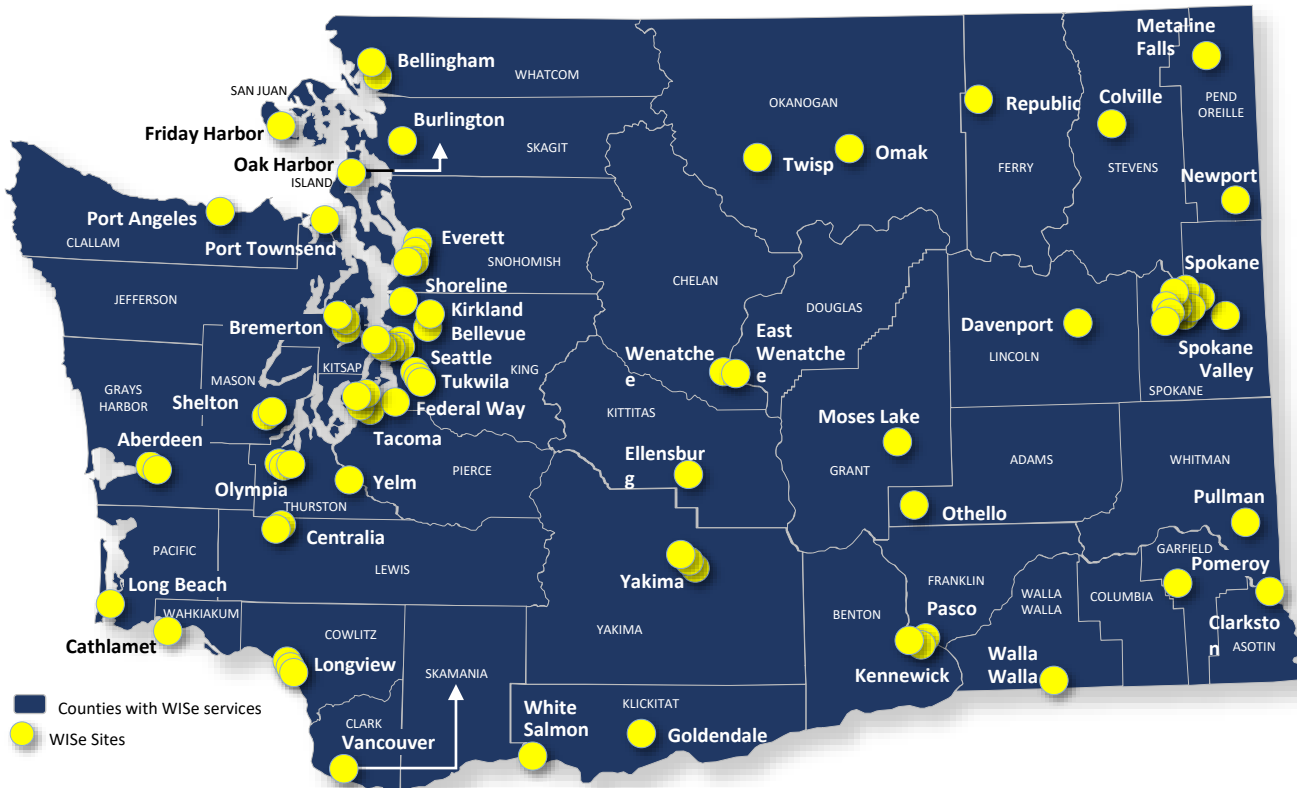 Metaline
Falls
Bellingham
WHATCOM
SAN JUAN
OKANOGAN
Republic
Colville
PEND
OREILLE
Friday Harbor
Burlington
SKAGIT
Twisp
Omak
FERRY
STEVENS
Oak Harbor
ISLAND
Newport
Port Angeles
CLALLAM
Port Townsend
Everett
SNOHOMISH
Spokane
CHELAN
Shoreline
JEFFERSON
Kirkland
DOUGLAS
Bremerton
Bellevue
Davenport
LINCOLN
Seattle
Wenatche
e
East
Wenatche
e
Spokane
Valley
SPOKANE
MASON
KITSAP
Tukwila
KING
GRAYS
HARBOR
Shelton
Federal Way
KITTITAS
Moses Lake
Aberdeen
Tacoma
Ellensbur
g
GRANT
ADAMS
WHITMAN
PIERCE
Olympia
Yelm
THURSTON
Othello
Pullman
Centralia
PACIFIC
LEWIS
GARFIELD
Pomeroy
Long Beach
Yakima
FRANKLIN
WALLA
WALLA
COLUMBIA
WAHKIAKUM
BENTON
Pasco
Clarksto
n
ASOTIN
Cathlamet
COWLITZ
YAKIMA
Longview
Kennewick
Walla
Walla
SKAMANIA
Counties with WISe services
KLICKITAT
White
Salmon
CLARK
Vancouver
Goldendale
WISe Sites